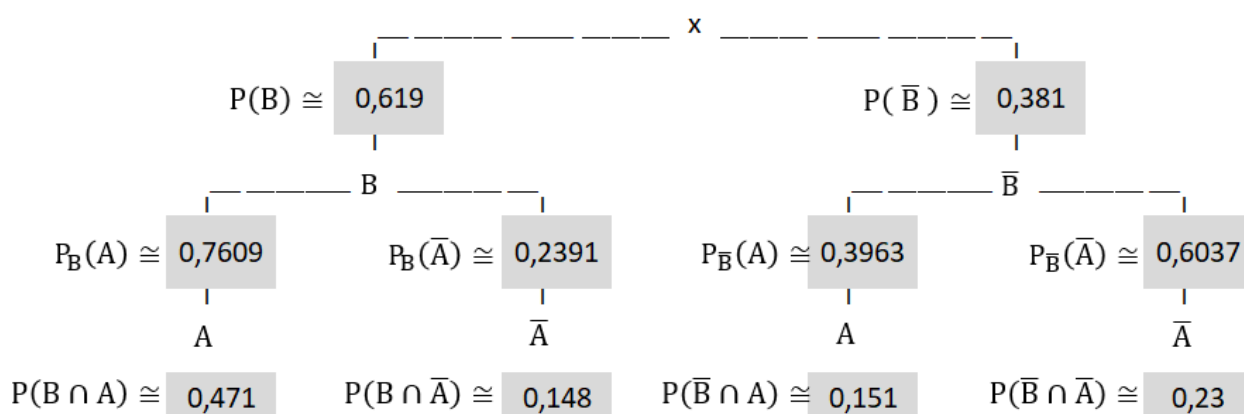 x
P(B) ≅ 0,619 P( B̅ ) ≅ 0,381
B B̅
P_B(A) ≅ 0,7609 P_B(A̅) ≅ 0,2391 P_B̅(A) ≅ 0,3963 P_B̅(A̅) ≅ 0,6037
A A̅ A A̅
P(B ∩ A) ≅ 0,471 P(B ∩ A̅) ≅ 0,148 P(B̅ ∩ A) ≅ 0,151 P(B̅ ∩ A̅) ≅ 0,23